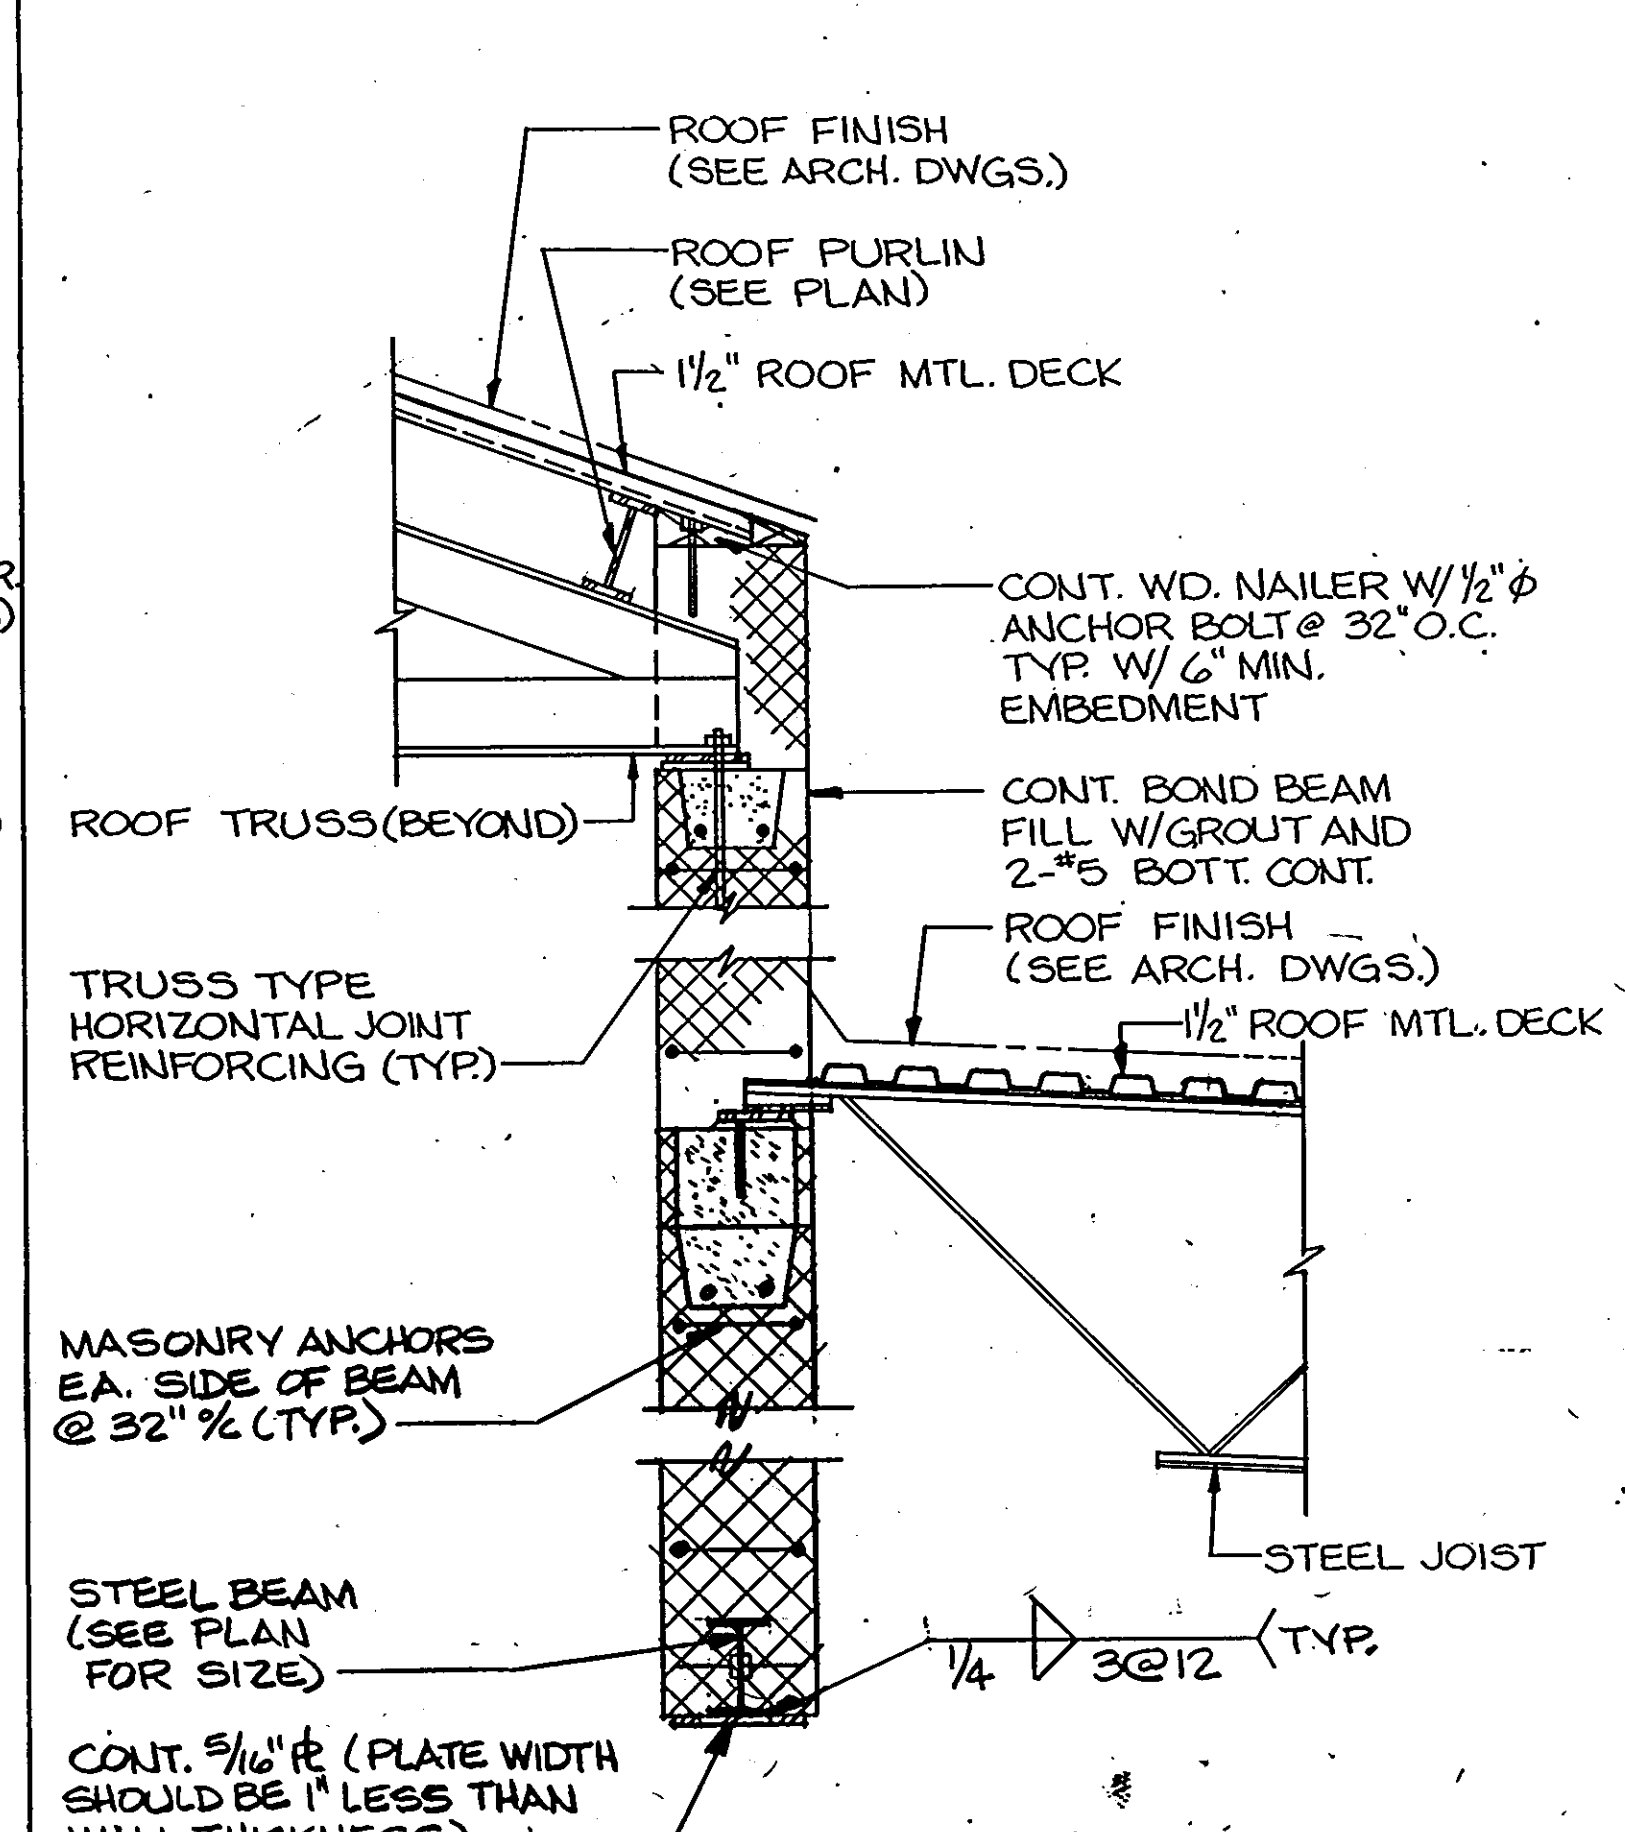 ROOF FINISH
(SEE ARCH. DWGS.)
ROOF PURLIN
(SEE PLAN)
1½" ROOF MTL. DECK
CONT. WD. NAILER W/ ½" φ
ANCHOR BOLT @ 32" O.C.
TYP. W/ 6" MIN.
EMBEDMENT
ROOF TRUSS (BEYOND)
CONT. BOND BEAM
FILL W/GROUT AND
2-#5 BOTT. CONT.
ROOF FINISH
(SEE ARCH. DWGS.)
1½" ROOF MTL. DECK
TRUSS TYPE
HORIZONTAL JOINT
REINFORCING (TYP.)
MASONRY ANCHORS
EA. SIDE OF BEAM
@ 32" o/c (TYP.)
STEEL JOIST
STEEL BEAM
(SEE PLAN
FOR SIZE)
1/4 3@12 TYP.
CONT. 5/16" ℄ (PLATE WIDTH
SHOULD BE 1" LESS THAN
WALL THICKNESS)